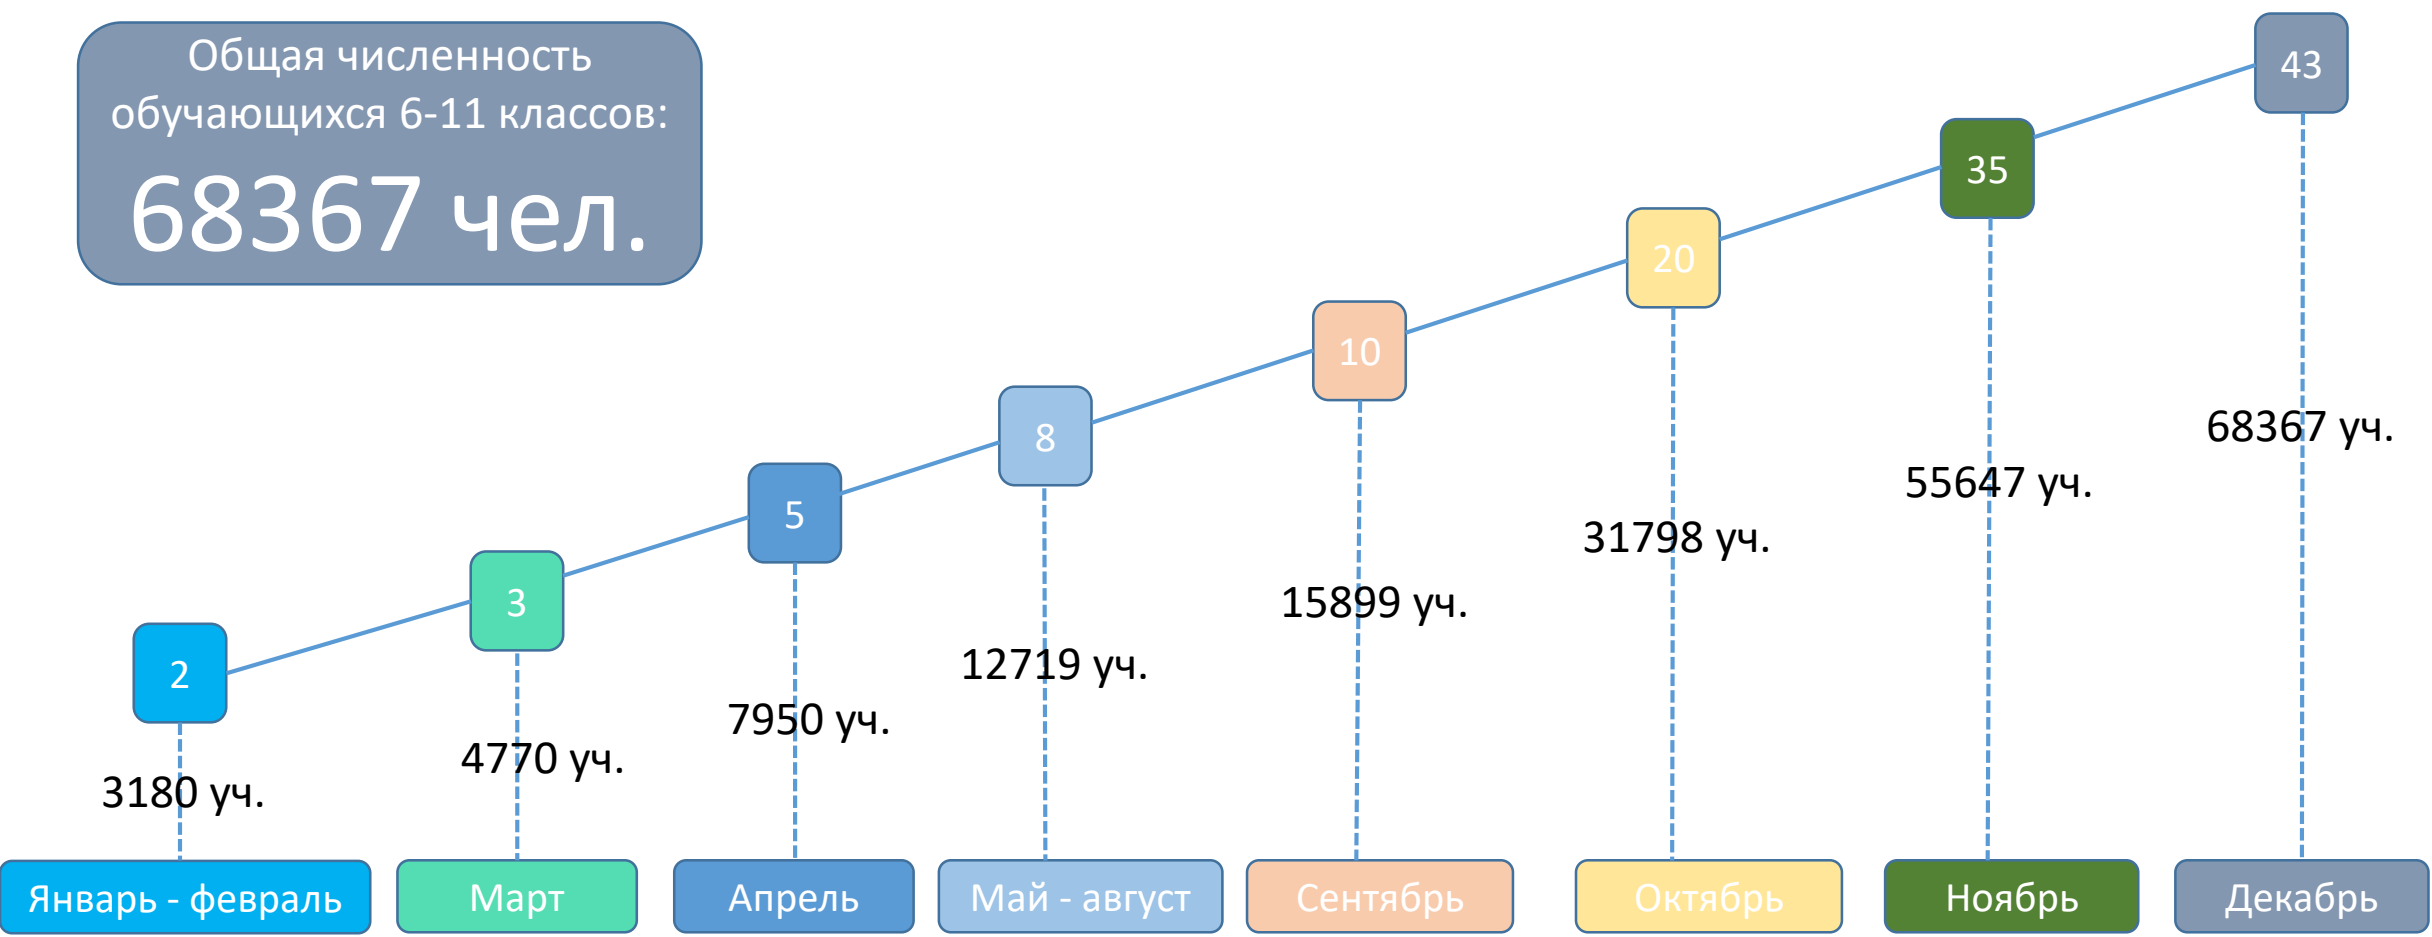 Общая численность
обучающихся 6-11 классов:
68367 чел.
2
3
5
8
10
20
35
43
3180 уч.
4770 уч.
7950 уч.
12719 уч.
15899 уч.
31798 уч.
55647 уч.
68367 уч.
Январь - февраль
Март
Апрель
Май - август
Сентябрь
Октябрь
Ноябрь
Декабрь